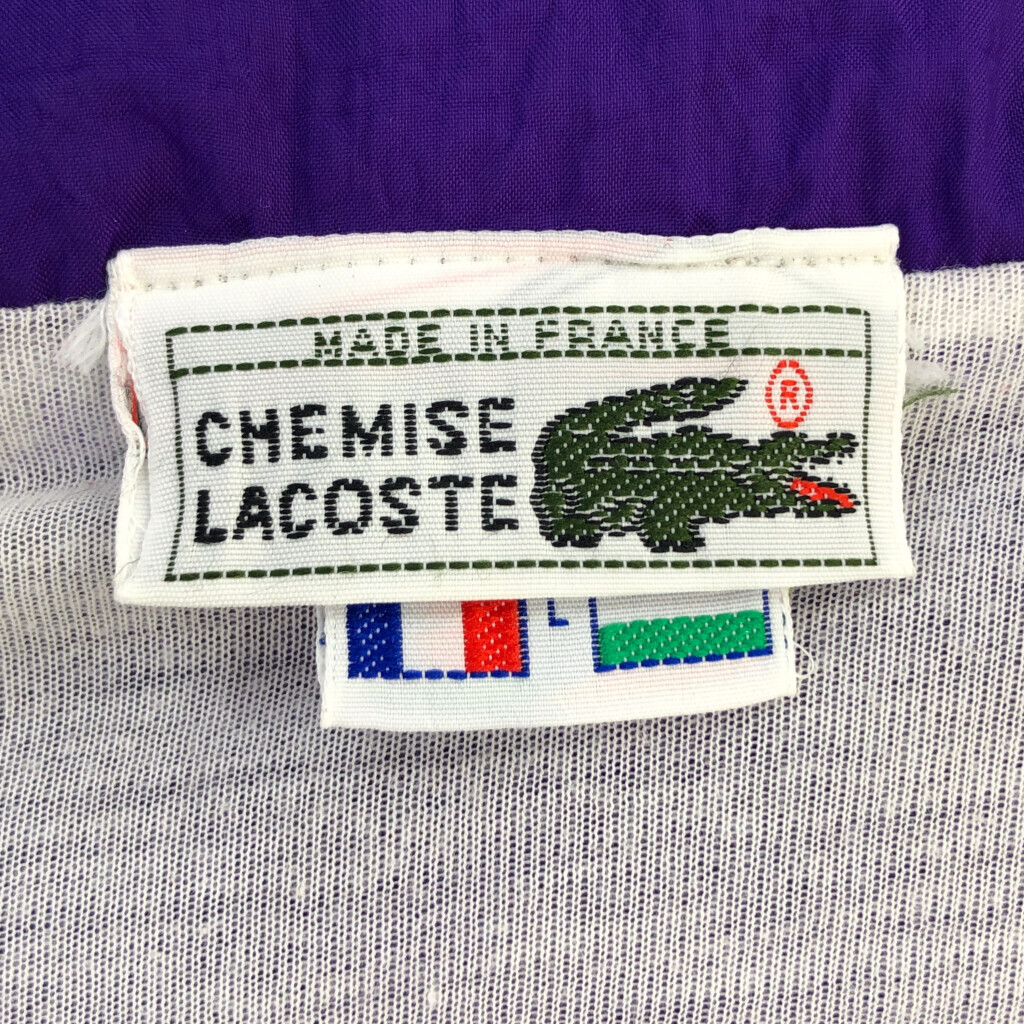 MADE IN FRANCE
CHEMISE
LACOSTE
®
L